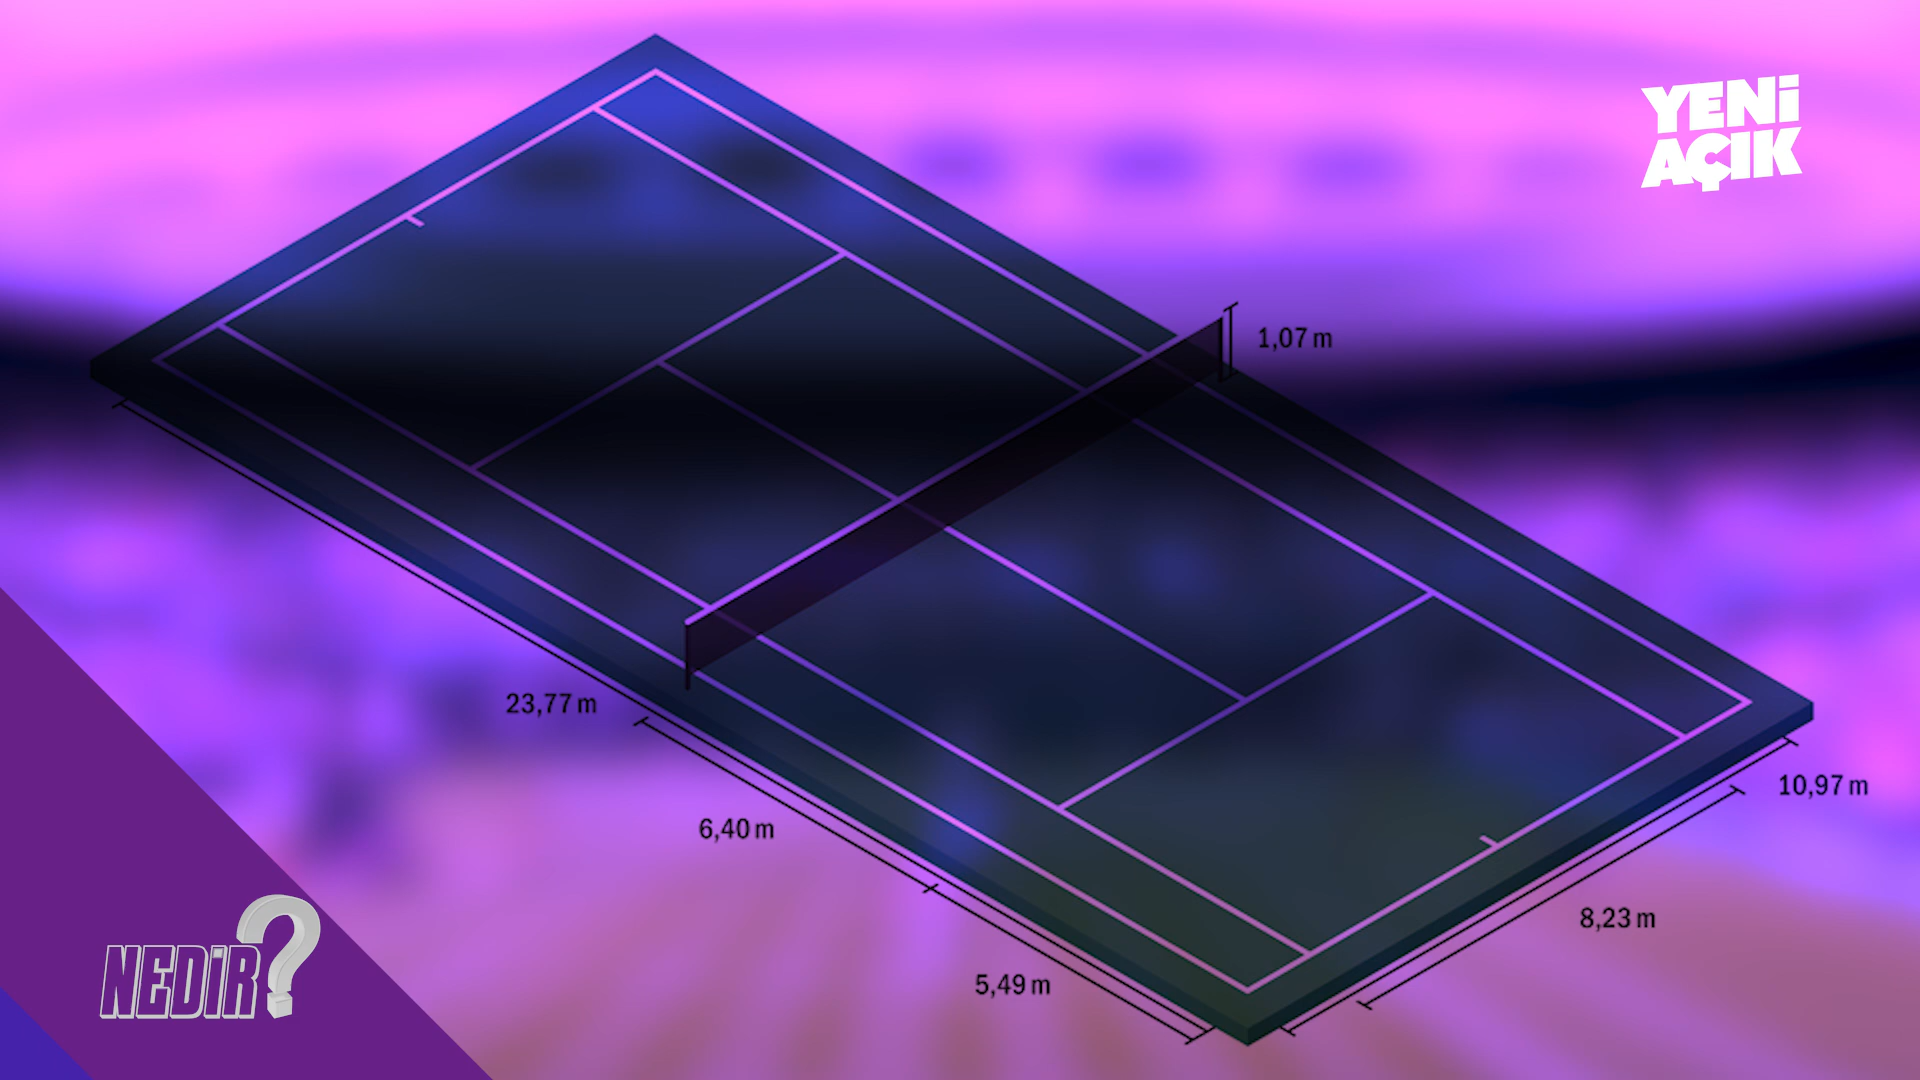 YENİ
AÇIK
1,07 m
23,77 m
10,97 m
6,40 m
8,23 m
5,49 m
NEDİR?